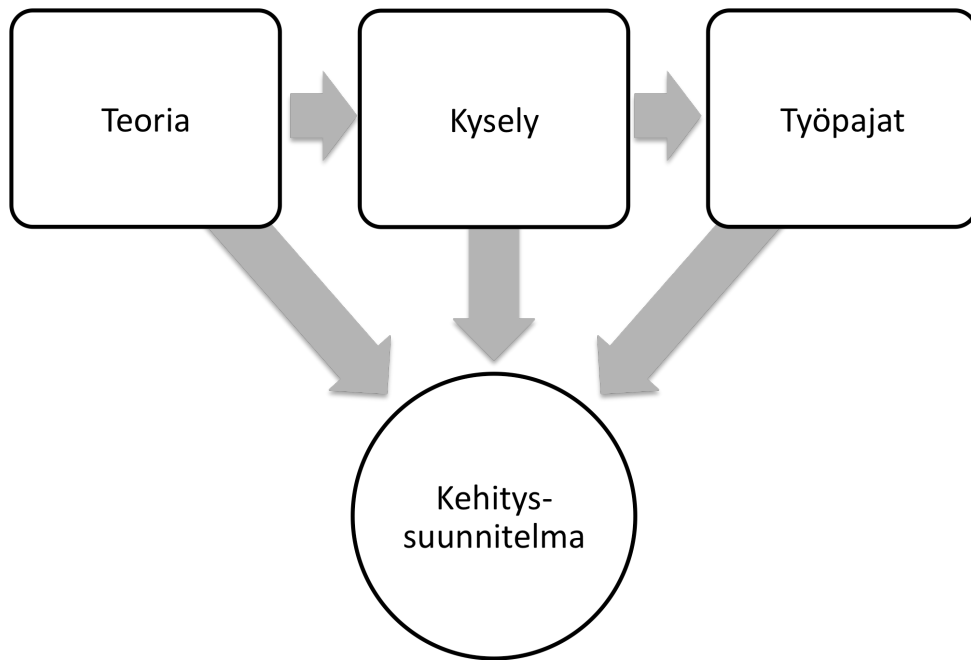 Teoria
Kysely
Työpajat
Kehitys-
suunnitelma